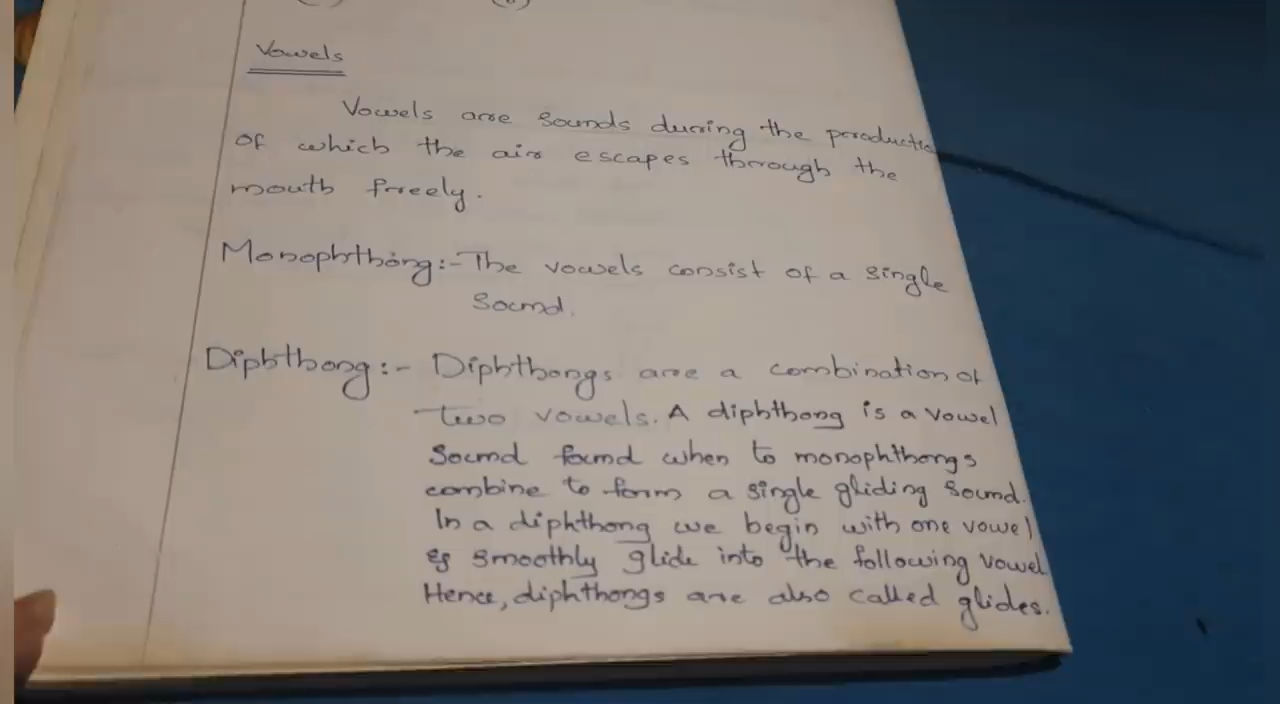 Vowels
Vowels are sounds during the productio
of which the air escapes through the
mouth freely.
Monophthong:- The vowels consist of a single
sound.
Diphthong:- Diphthongs are a combination of
two vowels. A diphthong is a vowel
sound found when to monophthongs
combine to form a single gliding sound.
In a diphthong we begin with one vowel
& smoothly glide into the following vowel
Hence, diphthongs are also called glides.